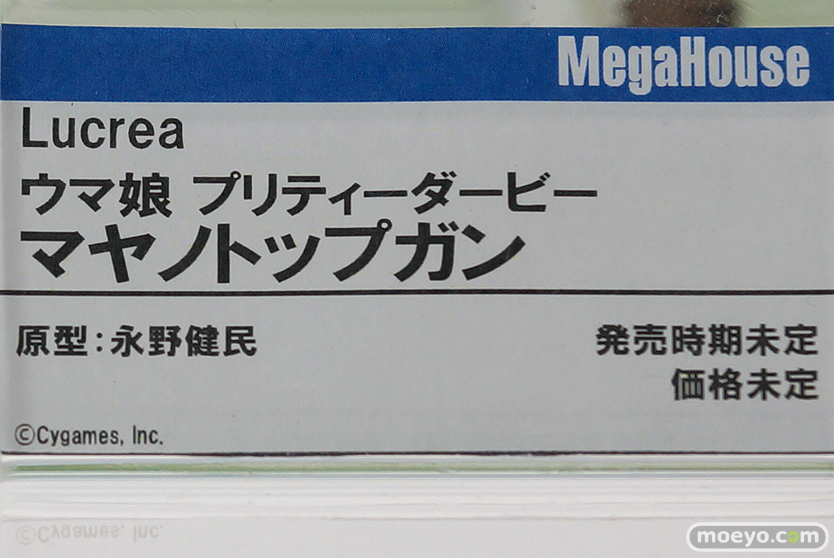 MegaHouse
Lucrea
ウマ娘 プリティーダービー
マヤノトップガン
原型：永野健民
発売時期未定
価格未定
©Cygames, Inc.
©Cygames, Inc.
moeyo.com